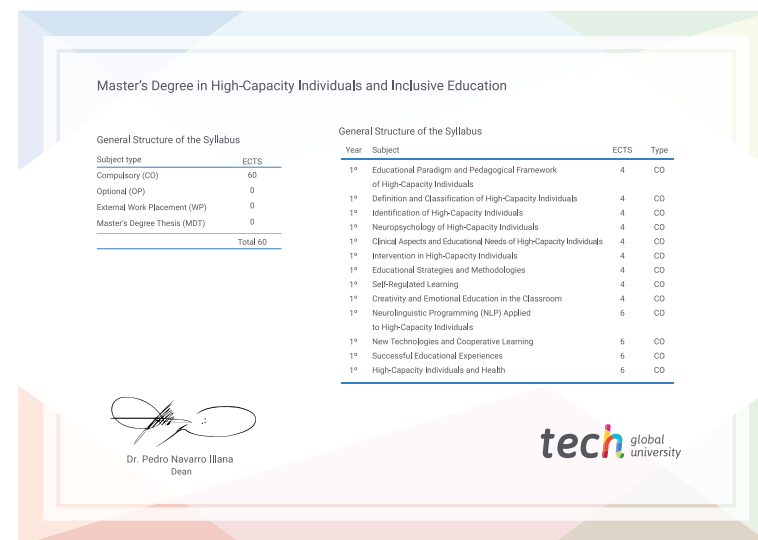 Master's Degree in High-Capacity Individuals and Inclusive Education
General Structure of the Syllabus
Subject type ECTS
Compulsory (CO) 60
Optional (OP) 0
External Work Placement (WP) 0
Master's Degree Thesis (MDT) 0
Total 60
General Structure of the Syllabus
Year Subject ECTS Type
1º Educational Paradigm and Pedagogical Framework 4 CO
of High-Capacity Individuals
1º Definition and Classification of High-Capacity Individuals 4 CO
1º Identification of High-Capacity Individuals 4 CO
1º Neuropsychology of High-Capacity Individuals 4 CO
1º Clinical Aspects and Educational Needs of High-Capacity Individuals 4 CO
1º Intervention in High-Capacity Individuals 4 CO
1º Educational Strategies and Methodologies 4 CO
1º Self-Regulated Learning 4 CO
1º Creativity and Emotional Education in the Classroom 4 CO
1º Neurolinguistic Programming (NLP) Applied 6 CO
to High-Capacity Individuals
1º New Technologies and Cooperative Learning 6 CO
1º Successful Educational Experiences 6 CO
1º High-Capacity Individuals and Health 6 CO
Dr. Pedro Navarro Illana
Dean
tech global
university